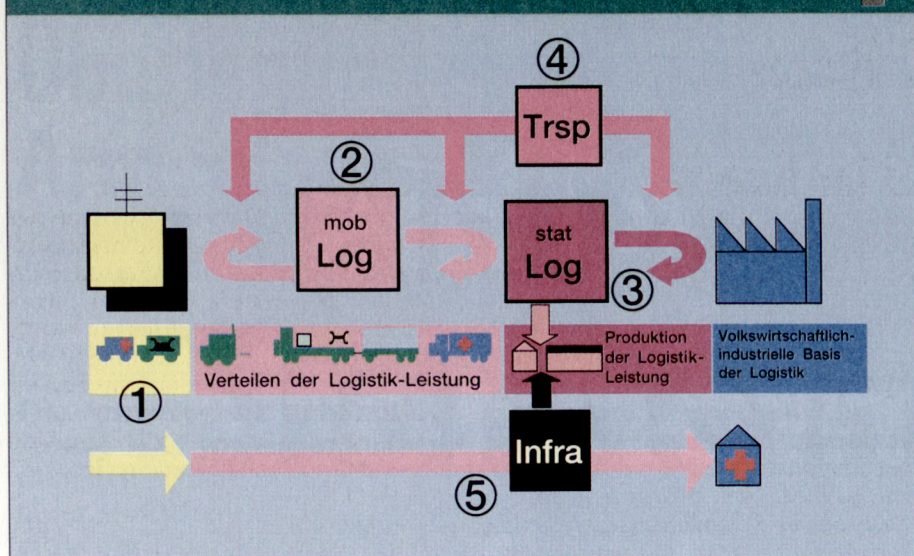 ④
Trsp
②
mob
Log
stat
Log
③
Verteilen der Logistik-Leistung
Produktion
der Logistik-
Leistung
Volkswirtschaftlich-
industrielle Basis
der Logistik
①
Infra
⑤